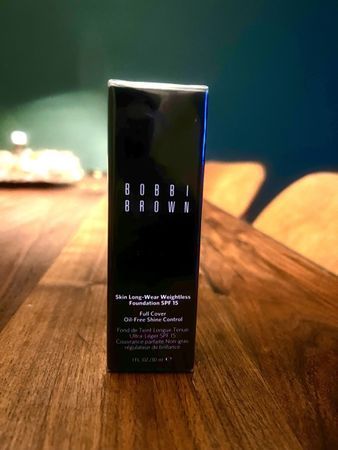 BOBBI
BROWN
Skin Long-Wear Weightless
Foundation SPF 15
Full Cover
Oil-Free Shine Control
Fond de Teint Longue Tenue
Ultra-Léger SPF 15
Couvrance parfaite. Non gras
régulateur de brillance
1 FL.OZ./30 ml ℮